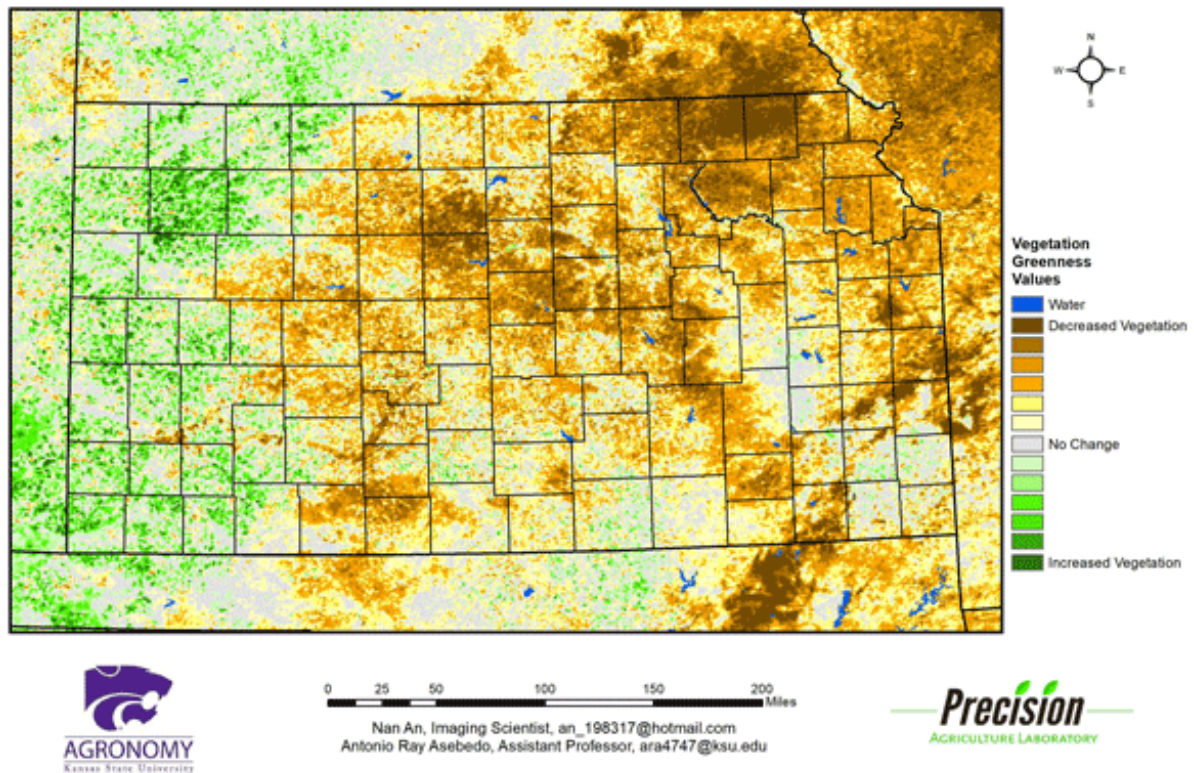 N
W E
S
Vegetation
Greenness
Values
Water
Decreased Vegetation
No Change
Increased Vegetation
0 25 50 100 150 200
Miles
Nan An, Imaging Scientist, an_198317@hotmail.com
Antonio Ray Asebedo, Assistant Professor, ara4747@ksu.edu
AGRONOMY
Kansas State University
Precision
AGRICULTURE LABORATORY